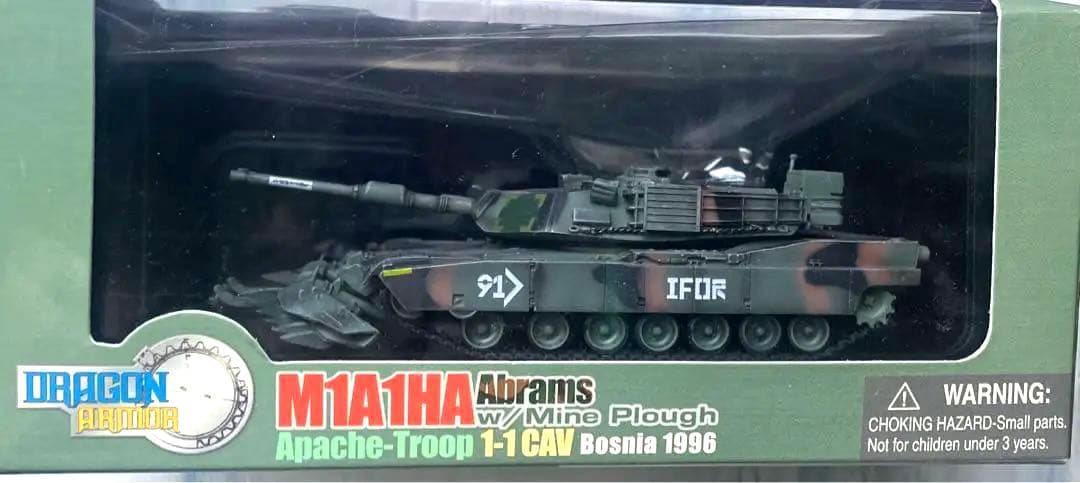 91>
IFOR
DRAGON
ARMOR
M1A1HA Abrams
w/ Mine Plough
Apache-Troop 1-1 CAV Bosnia 1996
WARNING:
CHOKING HAZARD-Small parts.
Not for children under 3 years.